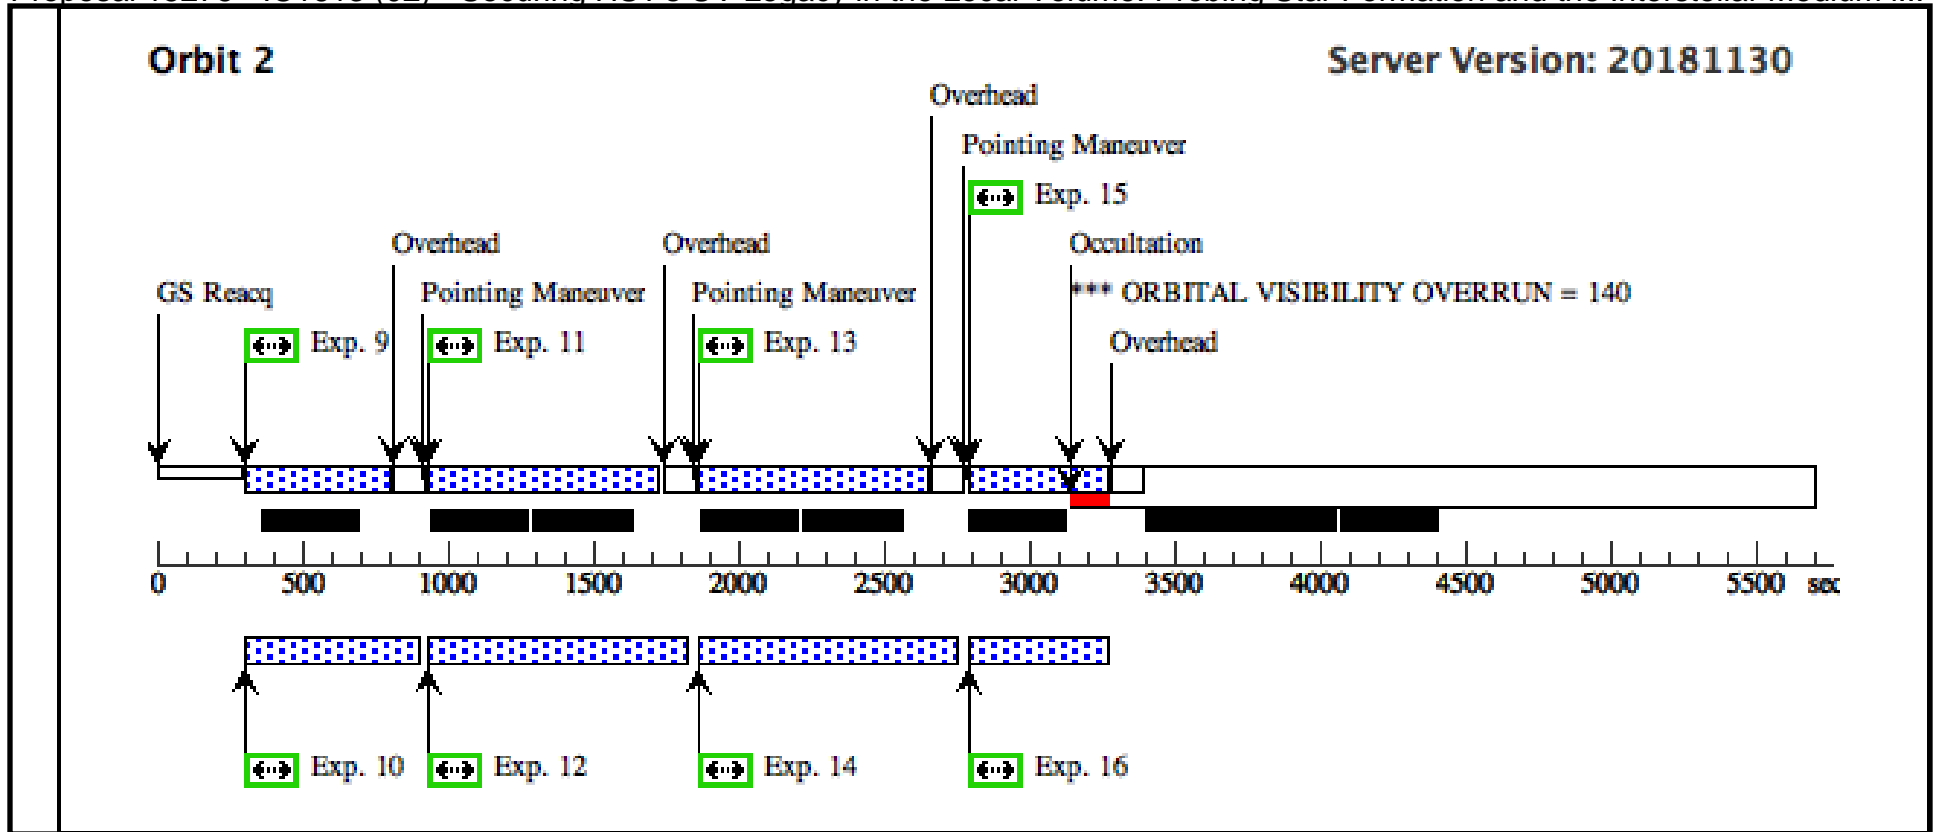 Orbit 2 Server Version: 20181130
Overhead
Pointing Maneuver
Exp. 15
Overhead Overhead Occultation
GS Reacq Pointing Maneuver Pointing Maneuver *** ORBITAL VISIBILITY OVERRUN = 140
Exp. 9 Exp. 11 Exp. 13 Overhead
0 500 1000 1500 2000 2500 3000 3500 4000 4500 5000 5500 sec
Exp. 10 Exp. 12 Exp. 14 Exp. 16